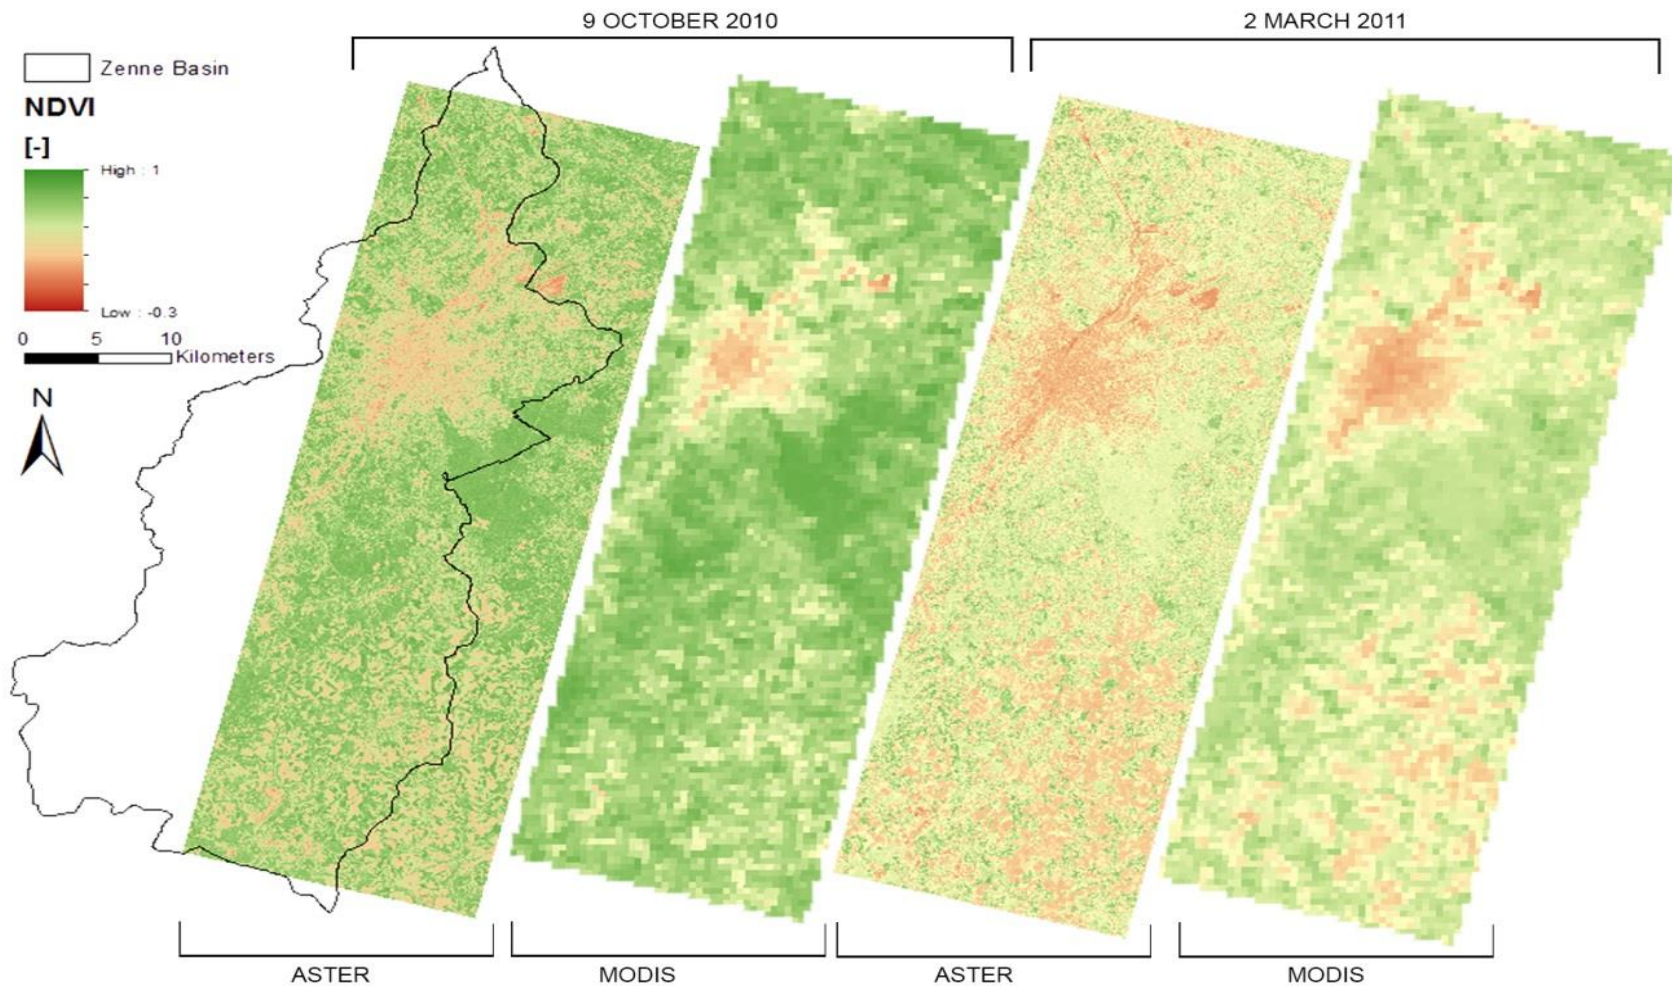 9 OCTOBER 2010
2 MARCH 2011
Zenne Basin
NDVI
[-]
High : 1
Low : -0.3
0 5 10
Kilometers
N
ASTER
MODIS
ASTER
MODIS